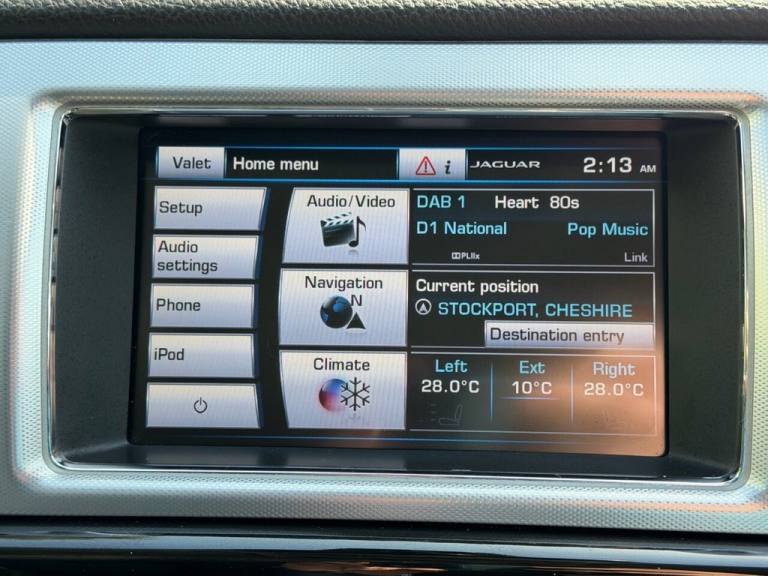 Valet
Home menu
i
JAGUAR
2:13 AM
Setup
Audio
settings
Phone
iPod
Audio/Video
Navigation
N
Climate
DAB 1 Heart 80s
D1 National Pop Music
PLIIx Link
Current position
STOCKPORT, CHESHIRE
Destination entry
Left Ext Right
28.0°C 10°C 28.0°C